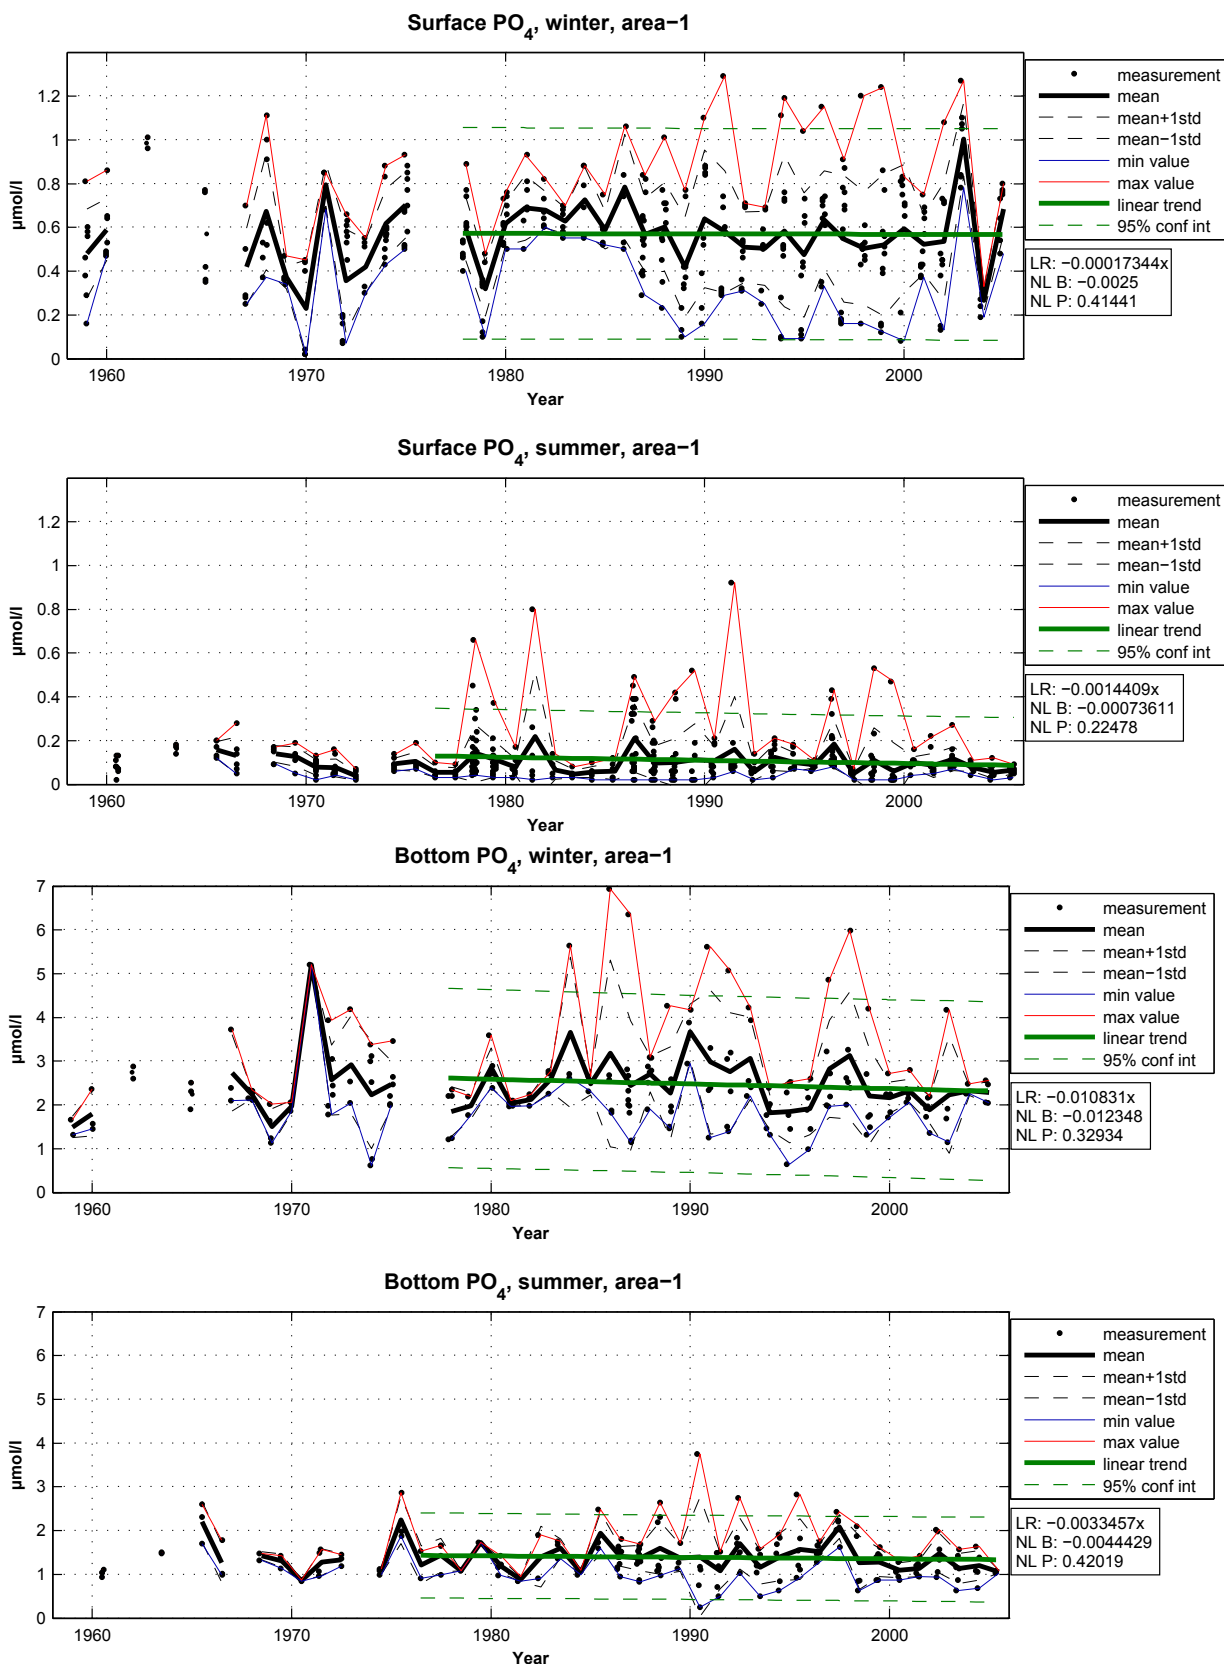 Surface PO4, winter, area−1
1.2
1
0.8
0.6
0.4
0.2
0
µmol/l
1960
1970
1980
1990
2000
Year
measurement
mean
mean+1std
mean−1std
min value
max value
linear trend
95% conf int
LR: −0.00017344x
NL B: −0.0025
NL P: 0.41441
Surface PO4, summer, area−1
1.2
1
0.8
0.6
0.4
0.2
0
µmol/l
1960
1970
1980
1990
2000
Year
measurement
mean
mean+1std
mean−1std
min value
max value
linear trend
95% conf int
LR: −0.0014409x
NL B: −0.00073611
NL P: 0.22478
Bottom PO4, winter, area−1
7
6
5
4
3
2
1
0
µmol/l
1960
1970
1980
1990
2000
Year
measurement
mean
mean+1std
mean−1std
min value
max value
linear trend
95% conf int
LR: −0.010831x
NL B: −0.012348
NL P: 0.32934
Bottom PO4, summer, area−1
7
6
5
4
3
2
1
0
µmol/l
1960
1970
1980
1990
2000
Year
measurement
mean
mean+1std
mean−1std
min value
max value
linear trend
95% conf int
LR: −0.0033457x
NL B: −0.0044429
NL P: 0.42019